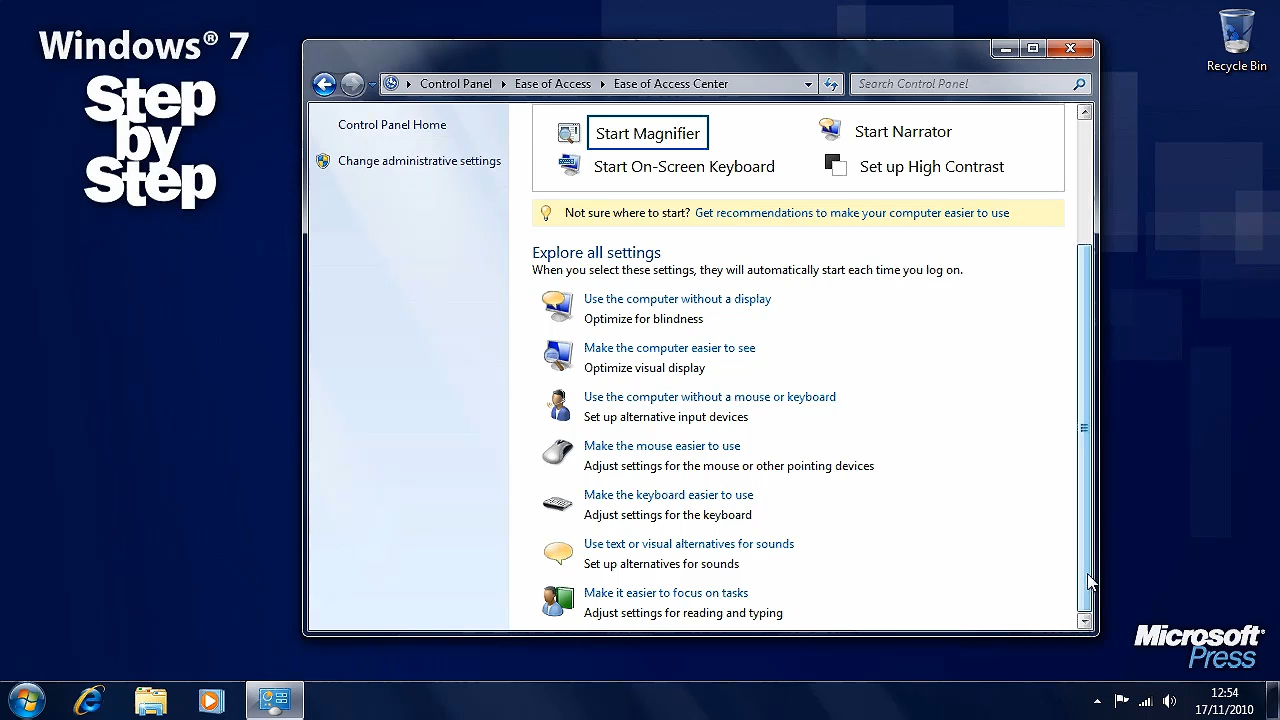 Windows® 7
Step
by
Step
Recycle Bin
Control Panel
Ease of Access
Ease of Access Center
Search Control Panel
Control Panel Home
Change administrative settings
Start Magnifier
Start Narrator
Start On-Screen Keyboard
Set up High Contrast
Not sure where to start? Get recommendations to make your computer easier to use
Explore all settings
When you select these settings, they will automatically start each time you log on.
Use the computer without a display
Optimize for blindness
Make the computer easier to see
Optimize visual display
Use the computer without a mouse or keyboard
Set up alternative input devices
Make the mouse easier to use
Adjust settings for the mouse or other pointing devices
Make the keyboard easier to use
Adjust settings for the keyboard
Use text or visual alternatives for sounds
Set up alternatives for sounds
Make it easier to focus on tasks
Adjust settings for reading and typing
Microsoft®
Press
12:54
17/11/2010